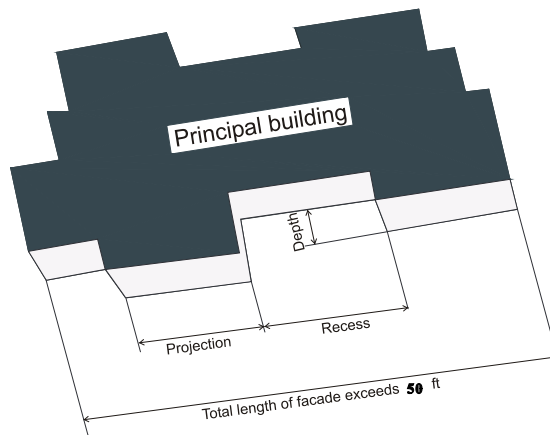 Principal building
Depth
Projection
Recess
Total length of facade exceeds 50 ft